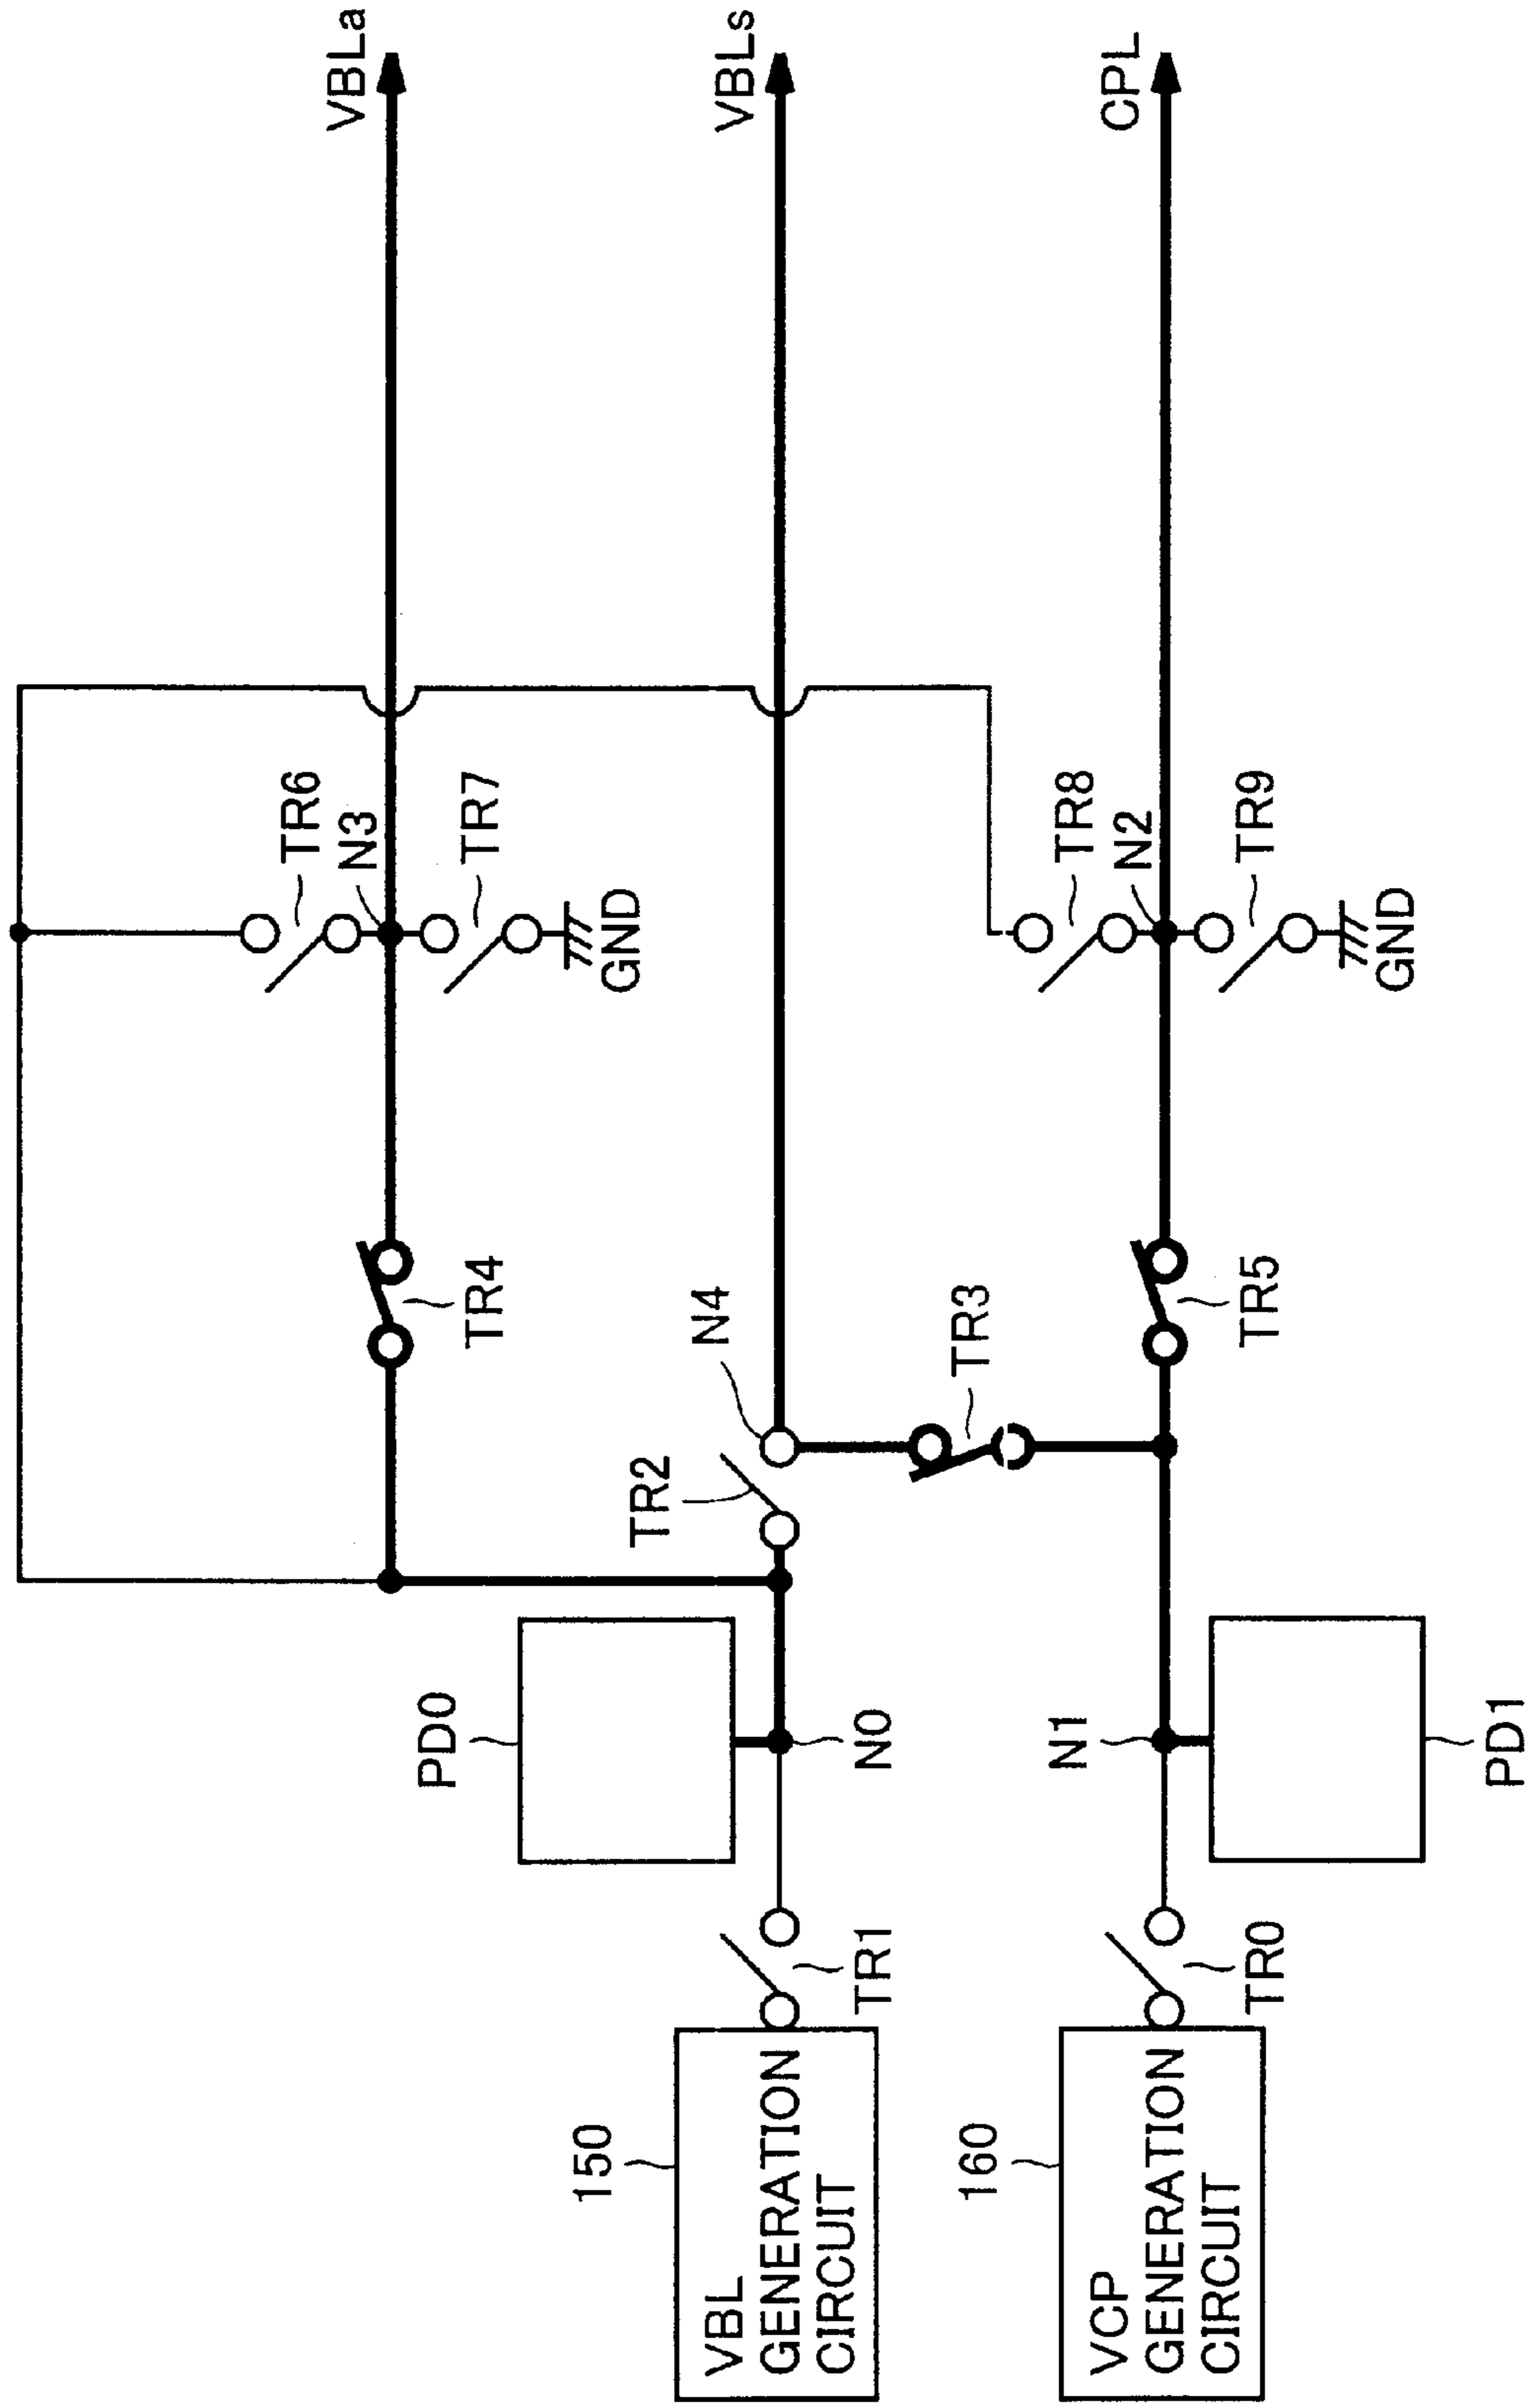 VBLa
TR6
N3
TR7
GND
TR4
PD0
TR2
N4
VBLs
150
VBL
GENERATION
CIRCUIT
TR1
N0
TR3
TR8
N2
TR9
GND
CPL
160
VCP
GENERATION
CIRCUIT
TR0
N1
PD1
TR5